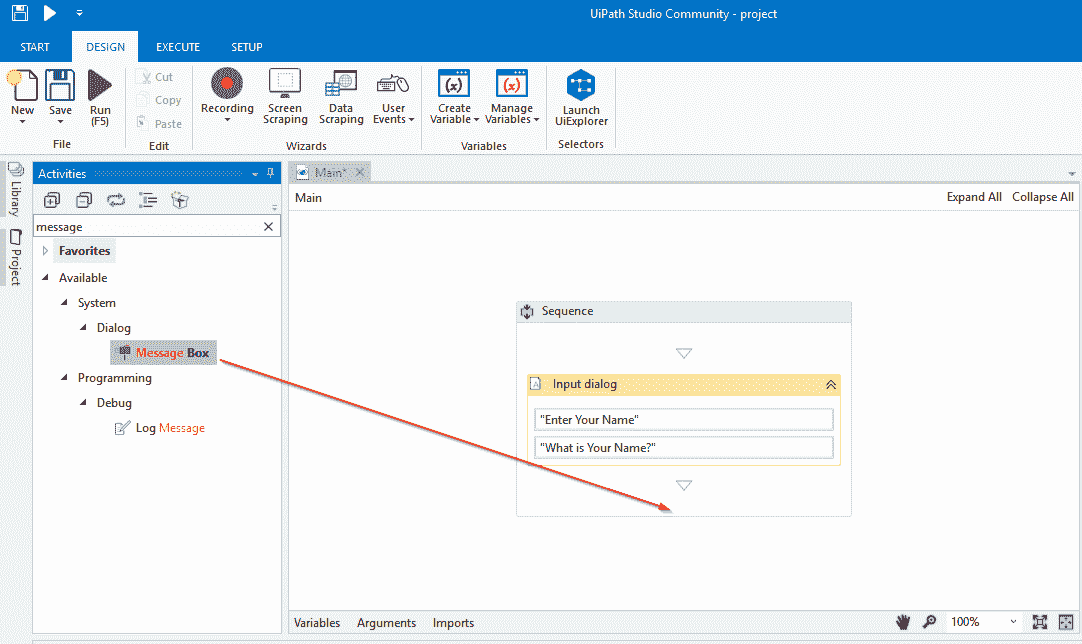 UiPath Studio Community - project
START DESIGN EXECUTE SETUP
New Save Run (F5)
Cut
Copy
Paste
Recording Screen Scraping Data Scraping User Events
Create Variable Manage Variables
Launch UiExplorer
File Edit Wizards Variables Selectors
Library
Project
Activities
message
Favorites
Available
System
Dialog
Message Box
Programming
Debug
Log Message
Main*
Main Expand All Collapse All
Sequence
Input dialog
"Enter Your Name"
"What is Your Name?"
Variables Arguments Imports 100%